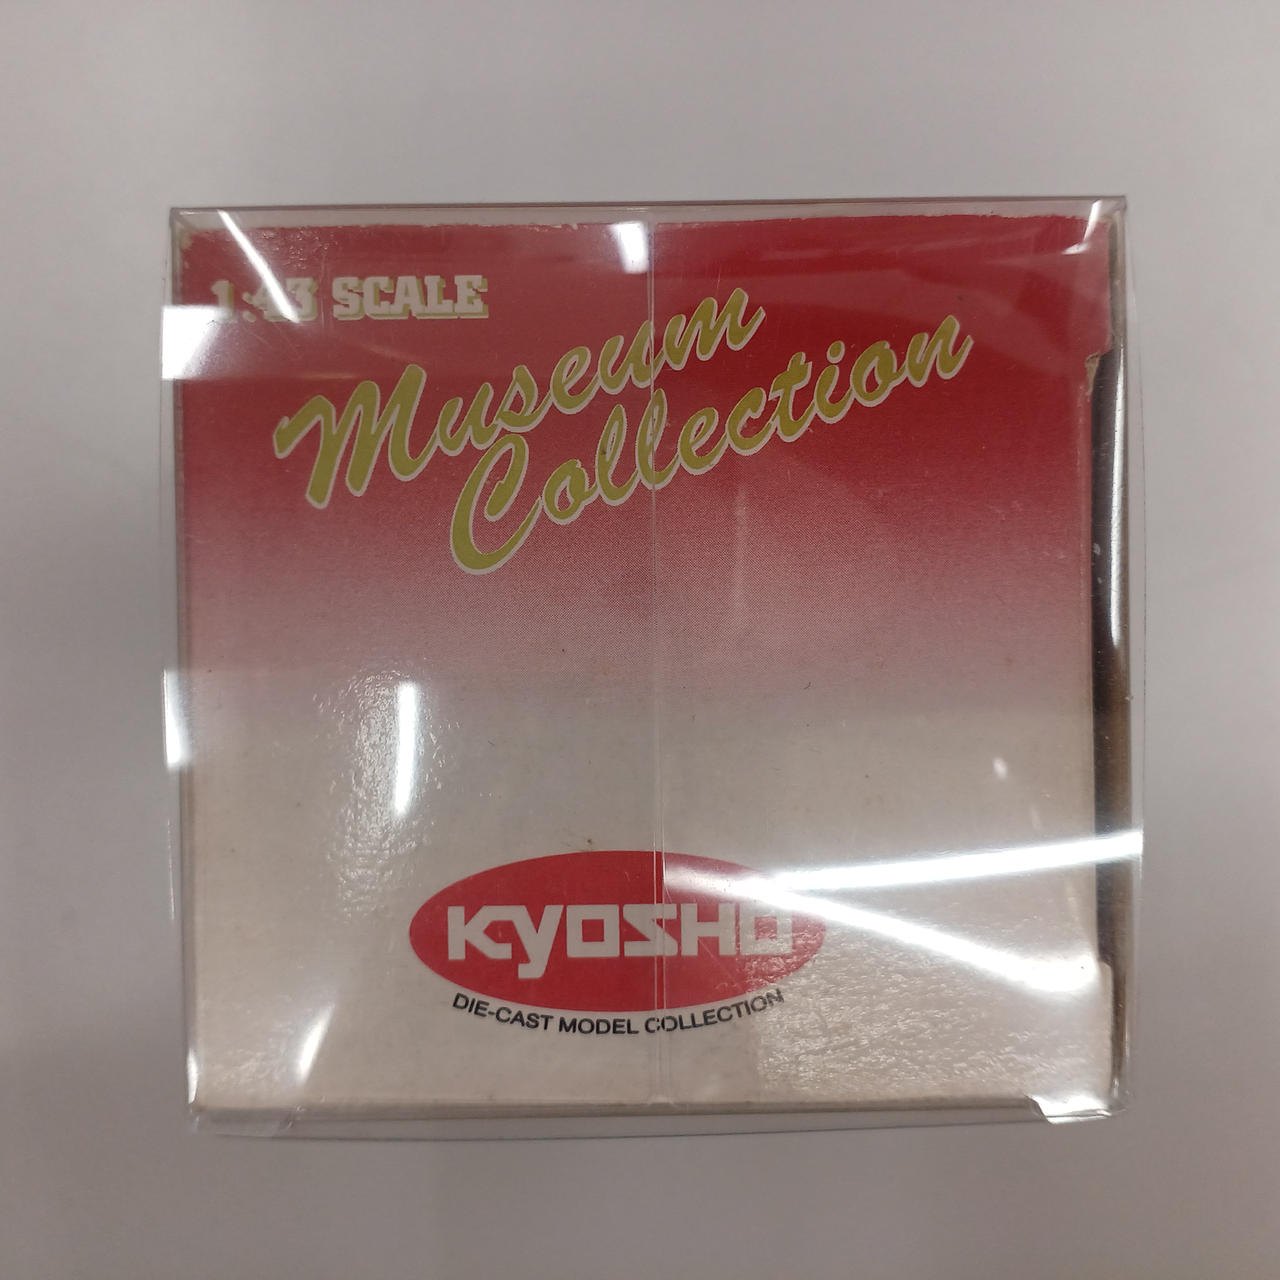 1:43 SCALE
Museum
Collection
KYOSHO
DIE-CAST MODEL COLLECTION